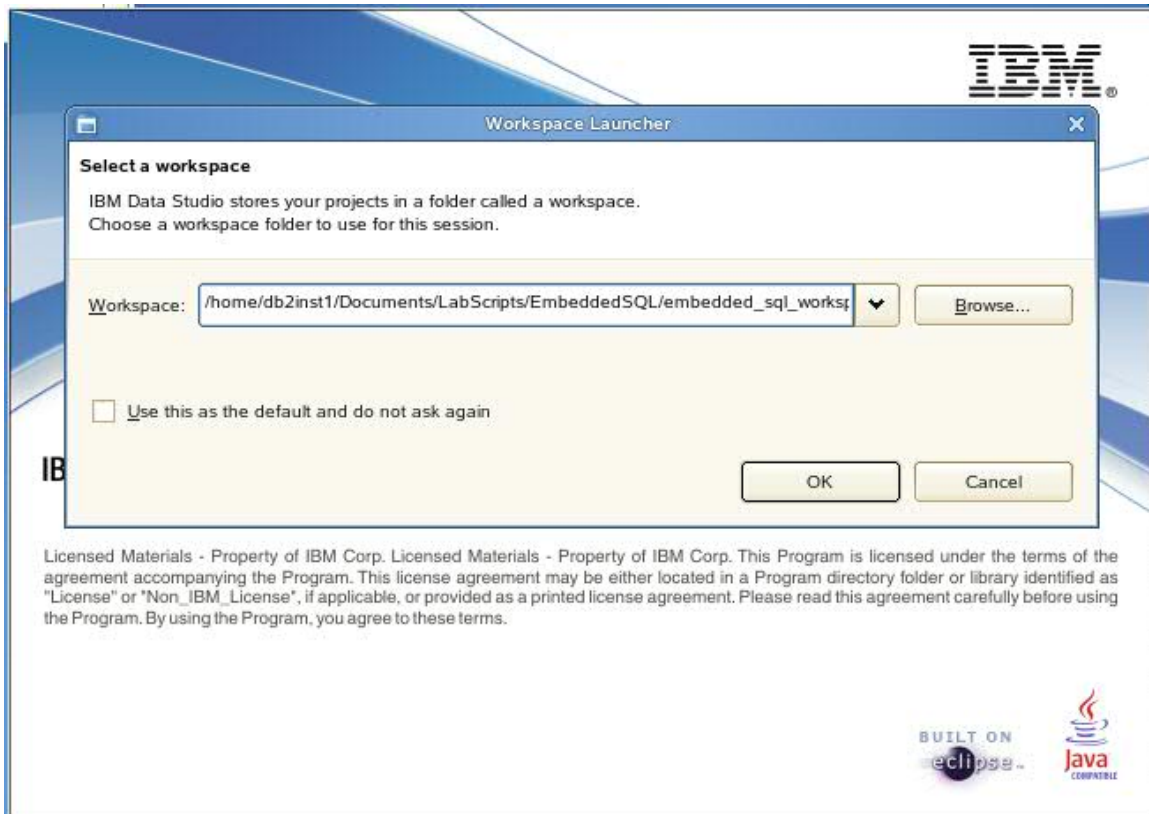 IBM®
Workspace Launcher
Select a workspace
IBM Data Studio stores your projects in a folder called a workspace.
Choose a workspace folder to use for this session.
Workspace: /home/db2inst1/Documents/LabScripts/EmbeddedSQL/embedded_sql_worksp
Browse...
Use this as the default and do not ask again
IB
OK Cancel
Licensed Materials - Property of IBM Corp. Licensed Materials - Property of IBM Corp. This Program is licensed under the terms of the
agreement accompanying the Program. This license agreement may be either located in a Program directory folder or library identified as
"License" or "Non_IBM_License", if applicable, or provided as a printed license agreement. Please read this agreement carefully before using
the Program. By using the Program, you agree to these terms.
BUILT ON
eclipse™
Java
COMPATIBLE